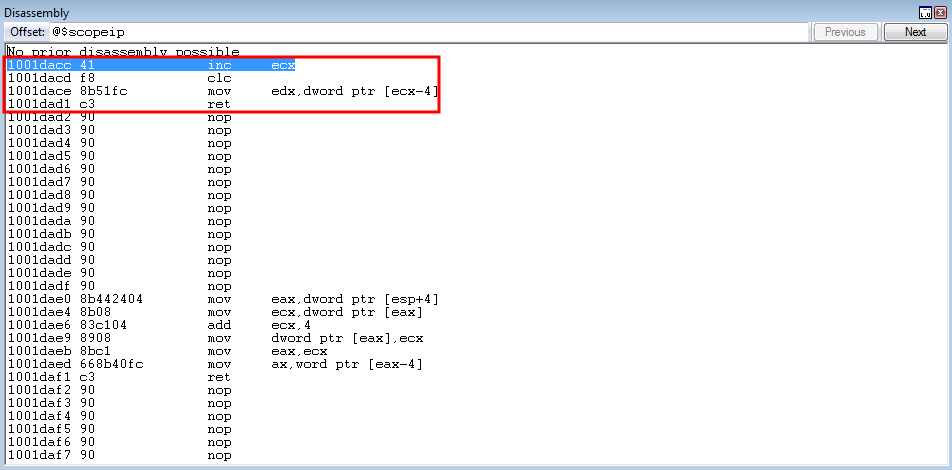 Disassembly
Offset: @$scopeip Previous Next
No prior disassembly possible
1001dacc 41 inc ecx
1001dacd f8 clc
1001dace 8b51fc mov edx,dword ptr [ecx-4]
1001dad1 c3 ret
1001dad2 90 nop
1001dad3 90 nop
1001dad4 90 nop
1001dad5 90 nop
1001dad6 90 nop
1001dad7 90 nop
1001dad8 90 nop
1001dad9 90 nop
1001dada 90 nop
1001dadb 90 nop
1001dadc 90 nop
1001dadd 90 nop
1001dade 90 nop
1001dadf 90 nop
1001dae0 8b442404 mov eax,dword ptr [esp+4]
1001dae4 8b08 mov ecx,dword ptr [eax]
1001dae6 83c104 add ecx,4
1001dae9 8908 mov dword ptr [eax],ecx
1001daeb 8bc1 mov eax,ecx
1001daed 668b40fc mov ax,word ptr [eax-4]
1001daf1 c3 ret
1001daf2 90 nop
1001daf3 90 nop
1001daf4 90 nop
1001daf5 90 nop
1001daf6 90 nop
1001daf7 90 nop